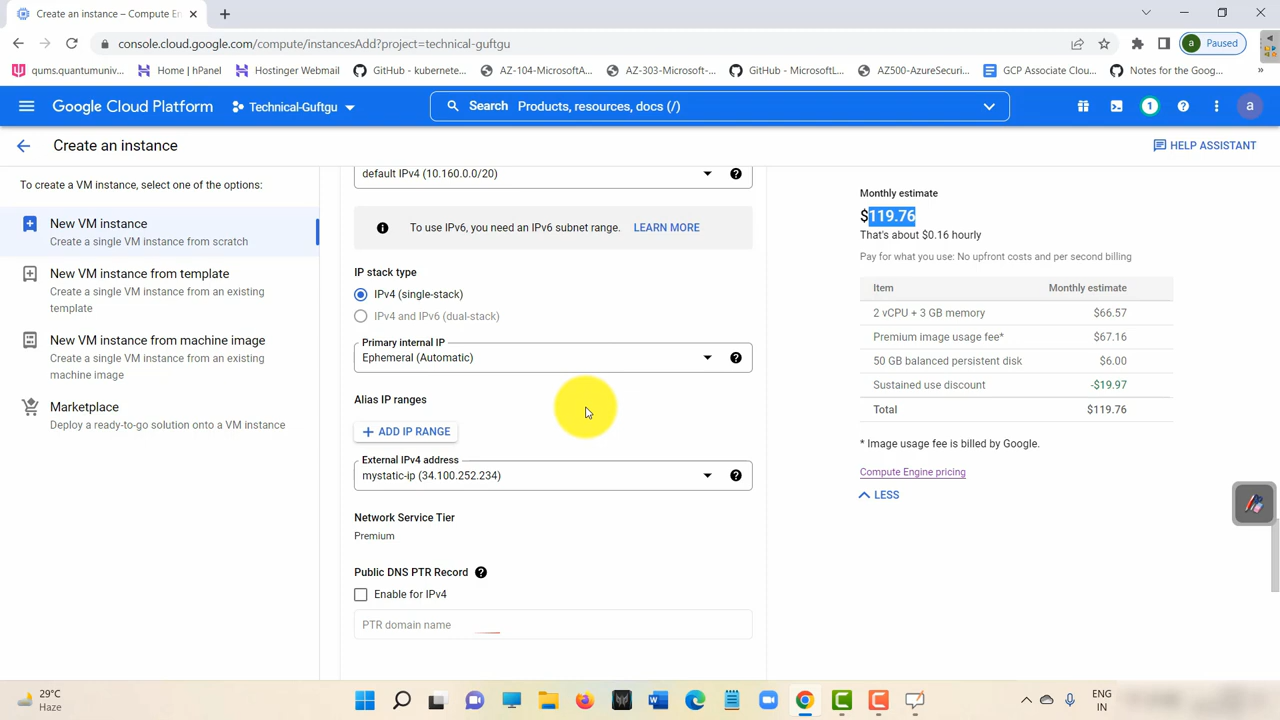 Create an instance – Compute En
console.cloud.google.com/compute/instancesAdd?project=technical-guftgu
Paused
qums.quantumuniv...
Home | hPanel
Hostinger Webmail
GitHub - kubernete...
AZ-104-MicrosoftA...
AZ-303-Microsoft-...
GitHub - MicrosoftL...
AZ500-AzureSecuri...
GCP Associate Clou...
Notes for the Goog...
Google Cloud Platform
Technical-Guftgu
Search Products, resources, docs (/)
1
a
Create an instance
HELP ASSISTANT
To create a VM instance, select one of the options:
New VM instance
Create a single VM instance from scratch
New VM instance from template
Create a single VM instance from an existing
template
New VM instance from machine image
Create a single VM instance from an existing
machine image
Marketplace
Deploy a ready-to-go solution onto a VM instance
default IPv4 (10.160.0.0/20)
To use IPv6, you need an IPv6 subnet range. LEARN MORE
IP stack type
IPv4 (single-stack)
IPv4 and IPv6 (dual-stack)
Primary internal IP
Ephemeral (Automatic)
Alias IP ranges
ADD IP RANGE
External IPv4 address
mystatic-ip (34.100.252.234)
Network Service Tier
Premium
Public DNS PTR Record
Enable for IPv4
PTR domain name
Monthly estimate
$119.76
That's about $0.16 hourly
Pay for what you use: No upfront costs and per second billing
Item Monthly estimate
2 vCPU + 3 GB memory $66.57
Premium image usage fee* $67.16
50 GB balanced persistent disk $6.00
Sustained use discount -$19.97
Total $119.76
* Image usage fee is billed by Google.
Compute Engine pricing
LESS
29°C
Haze
ENG
IN